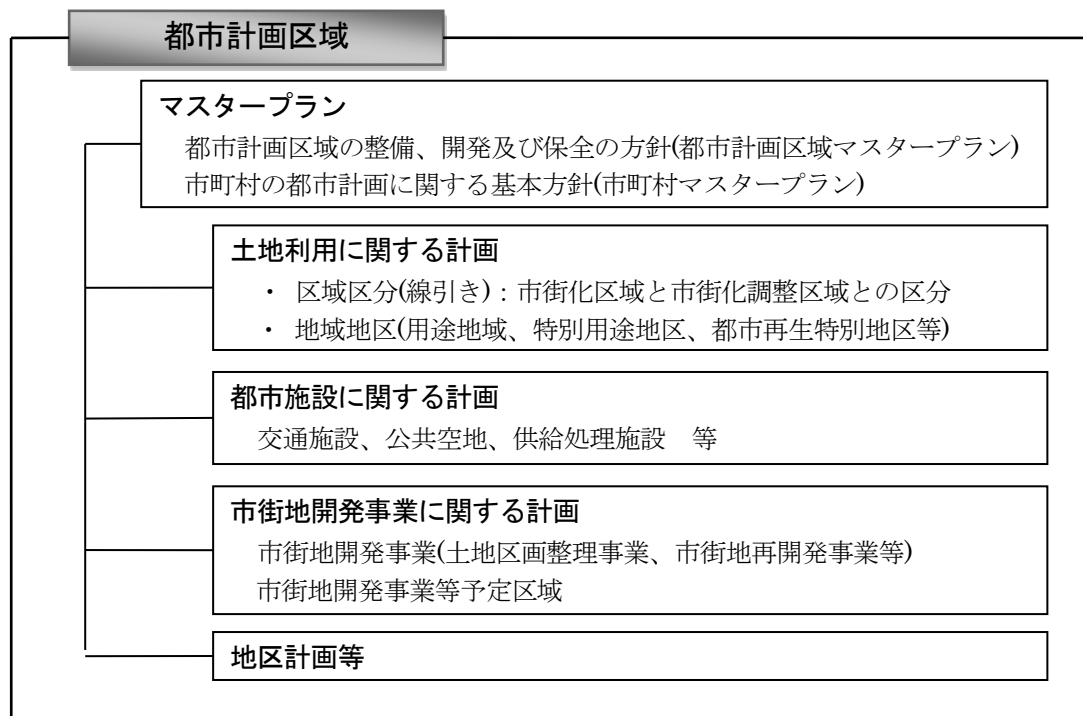 都市計画区域
マスタープラン
都市計画区域の整備、開発及び保全の方針(都市計画区域マスタープラン)
市町村の都市計画に関する基本方針(市町村マスタープラン)
土地利用に関する計画
・ 区域区分(線引き)：市街化区域と市街化調整区域との区分
・ 地域地区(用途地域、特別用途地区、都市再生特別地区等)
都市施設に関する計画
交通施設、公共空地、供給処理施設　等
市街地開発事業に関する計画
市街地開発事業(土地区画整理事業、市街地再開発事業等)
市街地開発事業等予定区域
地区計画等